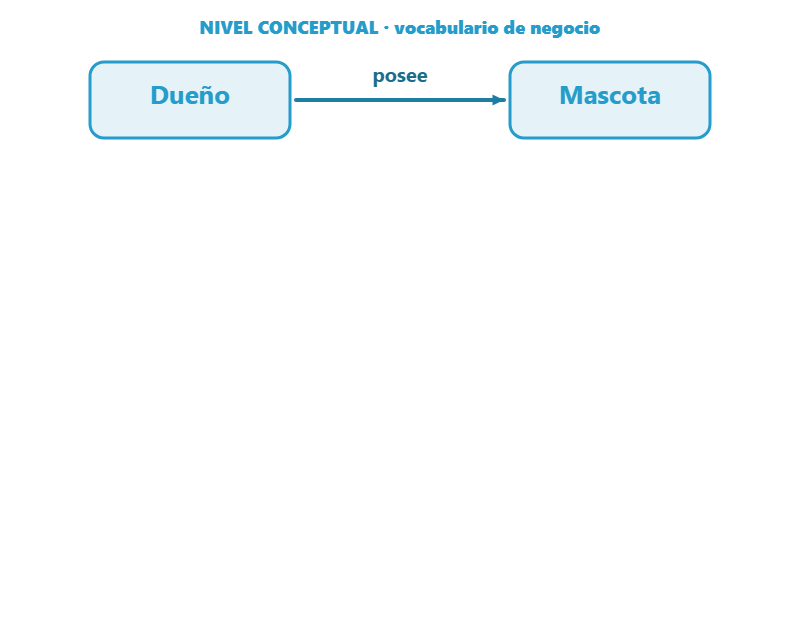 NIVEL CONCEPTUAL · vocabulario de negocio
posee
Dueño
Mascota